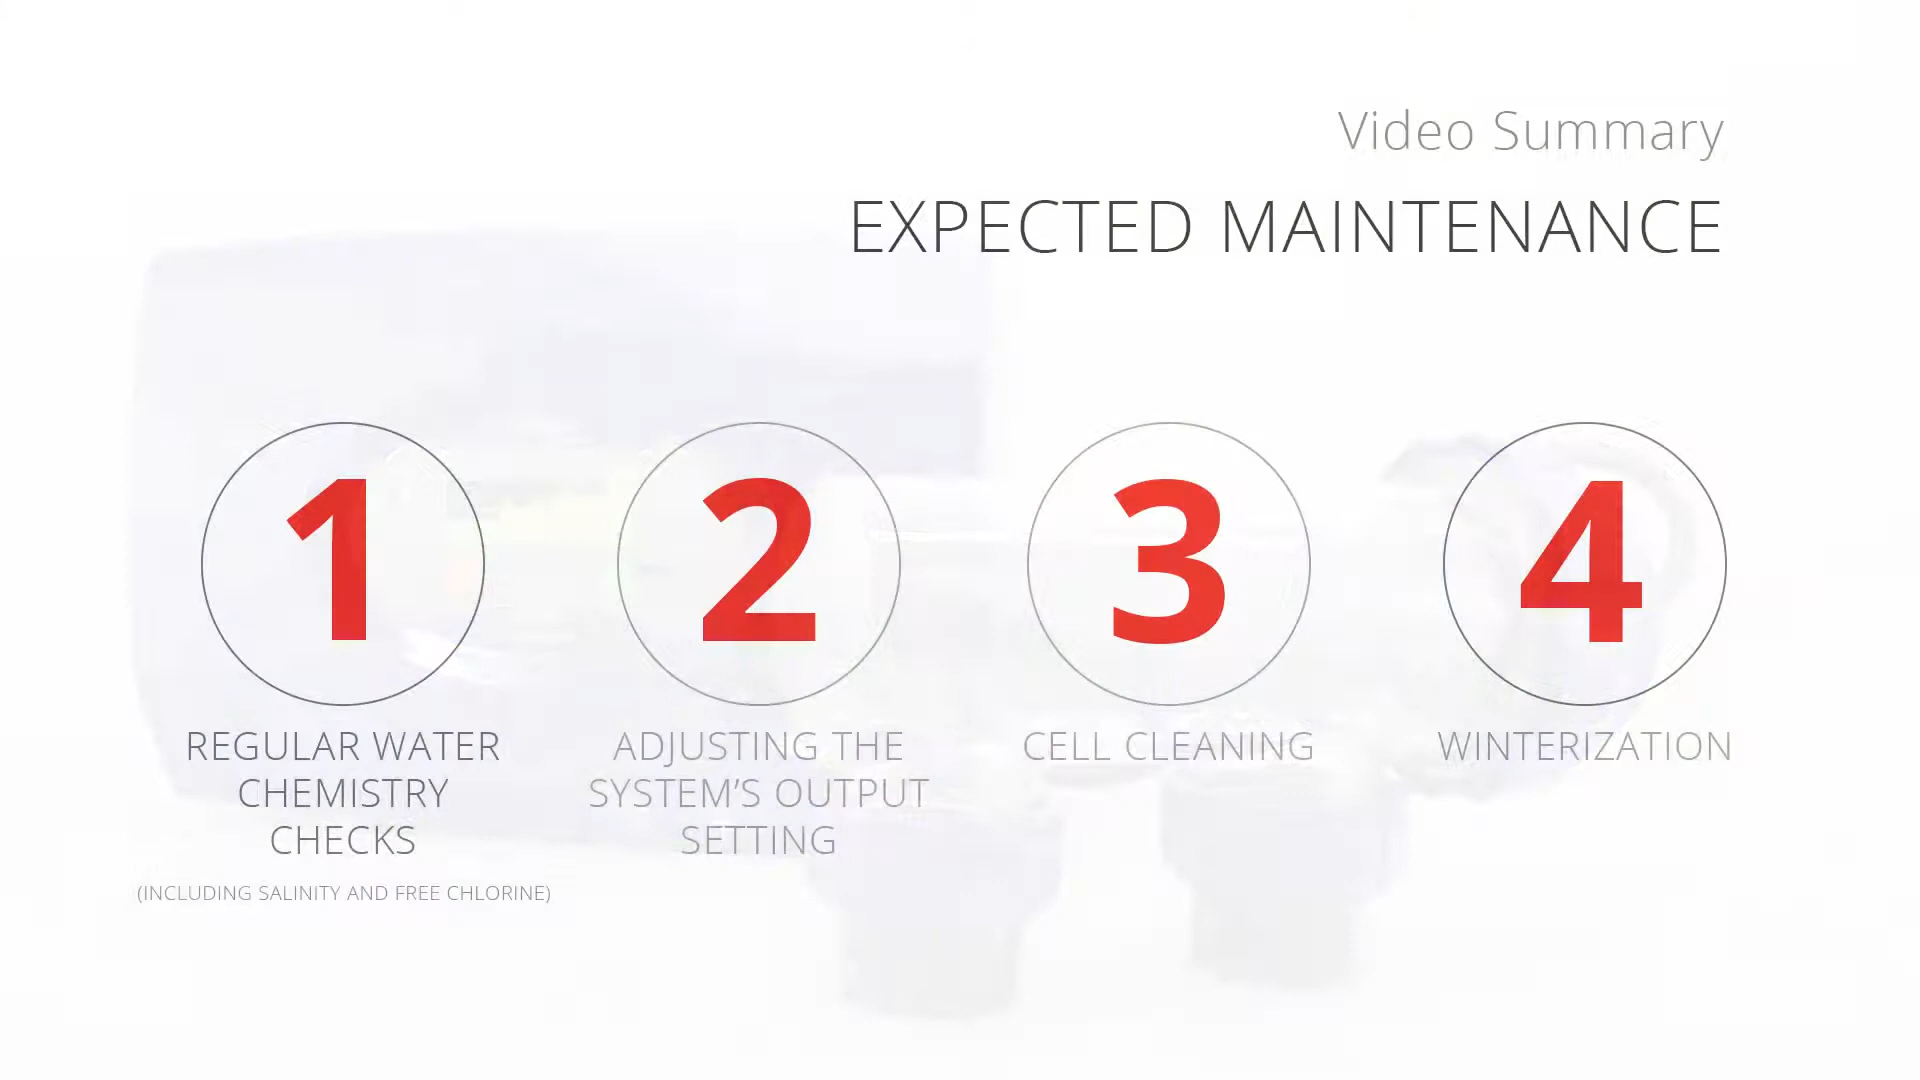 Video Summary
EXPECTED MAINTENANCE
1
REGULAR WATER
CHEMISTRY
CHECKS
(INCLUDING SALINITY AND FREE CHLORINE)
2
ADJUSTING THE
SYSTEM’S OUTPUT
SETTING
3
CELL CLEANING
4
WINTERIZATION